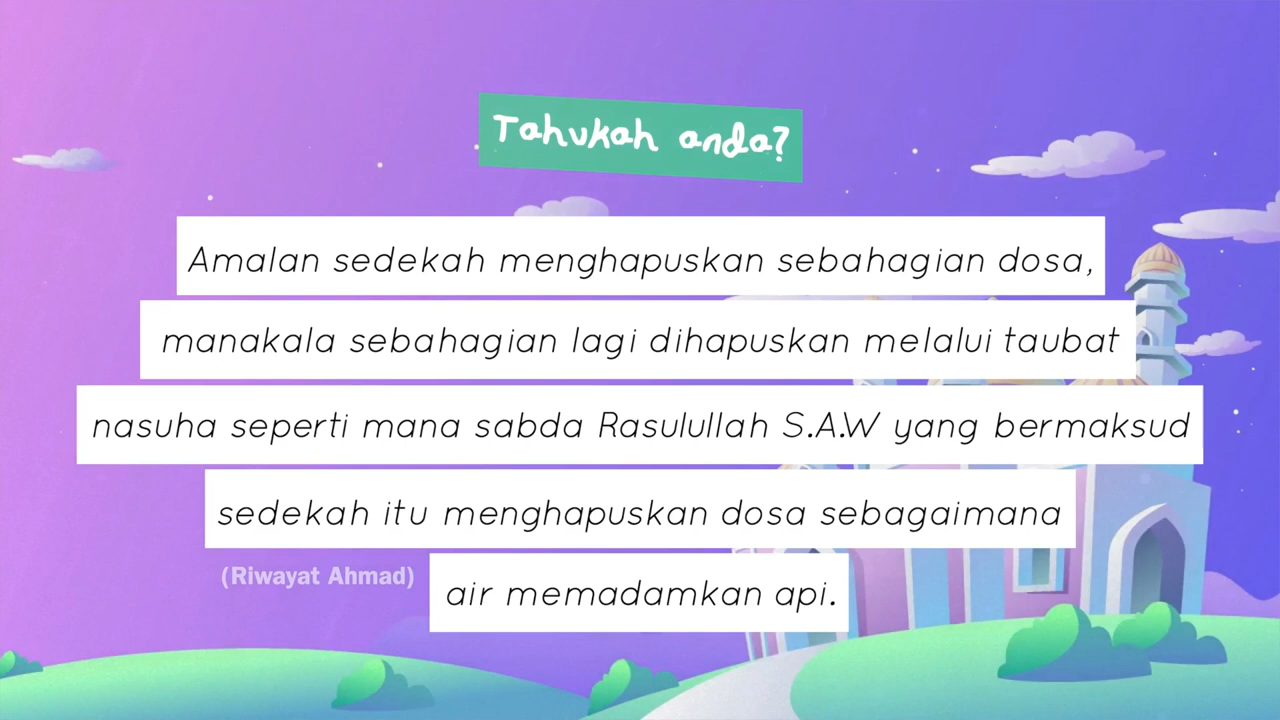 Tahukah anda?
Amalan sedekah menghapuskan sebahagian dosa,
manakala sebahagian lagi dihapuskan melalui taubat
nasuha seperti mana sabda Rasulullah S.A.W yang bermaksud
sedekah itu menghapuskan dosa sebagaimana
air memadamkan api.
(Riwayat Ahmad)